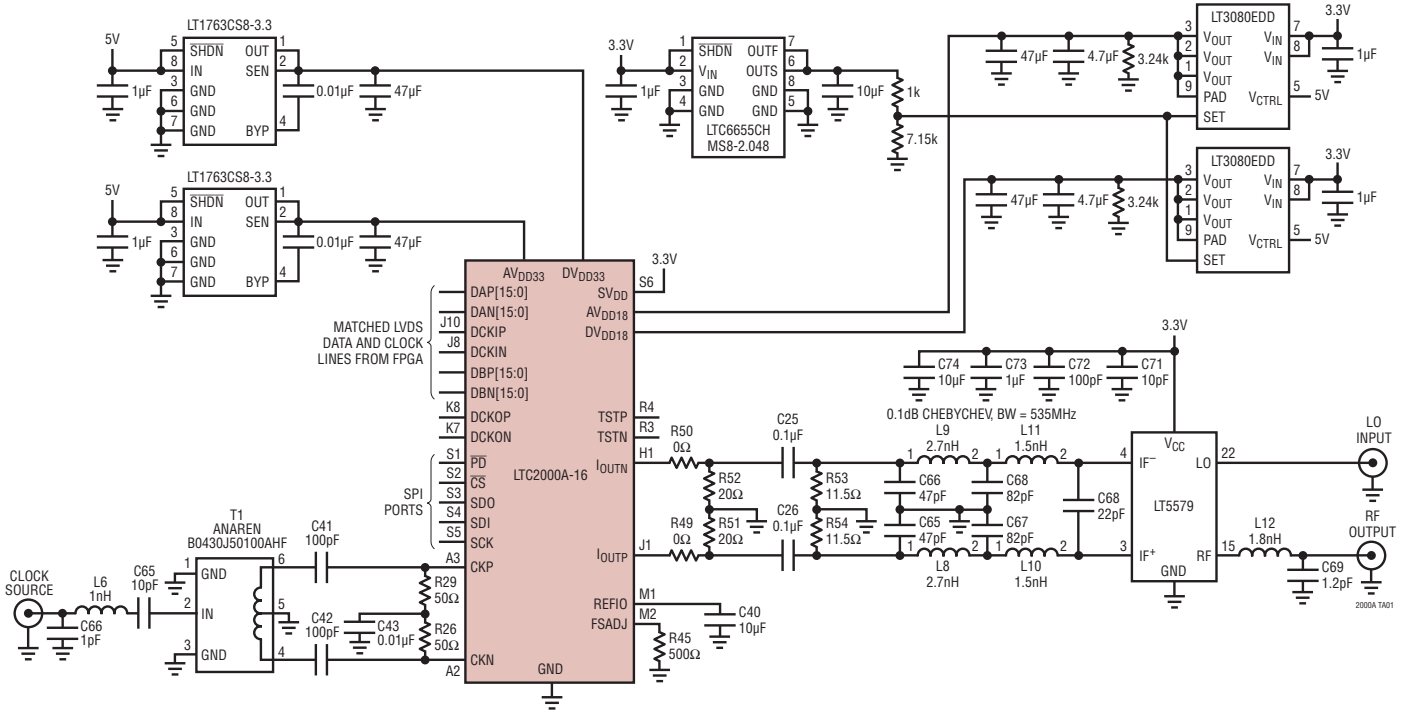 LT1763CS8-3.3
5V
5 SHDN OUT 1
8 IN SEN 2
3 GND
6 GND
7 GND BYP 4
1µF
0.01µF
47µF
LT1763CS8-3.3
5V
5 SHDN OUT 1
8 IN SEN 2
3 GND
6 GND
7 GND BYP 4
1µF
0.01µF
47µF
3.3V
1µF
1 SHDN OUTF 7
2 VIN OUTS 6
3 GND GND 8
4 GND GND 5
LTC6655CH
MS8-2.048
10µF
1k
7.15k
47µF
4.7µF
3.24k
LT3080EDD
3.3V
3 VOUT VIN 7
2 VOUT VIN 8
1 VOUT
9 PAD VCTRL 5 5V
SET
1µF
47µF
4.7µF
3.24k
LT3080EDD
3.3V
3 VOUT VIN 7
2 VOUT VIN 8
1 VOUT
9 PAD VCTRL 5 5V
SET
1µF
MATCHED LVDS
DATA AND CLOCK
LINES FROM FPGA
AVDD33 DVDD33
DAP[15:0]
DAN[15:0]
J10 DCKIP
J8 DCKIN
DBP[15:0]
DBN[15:0]
K8 DCKOP
K7 DCKON
SPI
PORTS
S1 PD
S2 CS
S3 SDO
S4 SDI
S5 SCK
A3 CKP
A2 CKN
LTC2000A-16
GND
3.3V
SVDD S6
AVDD18
DVDD18
TSTP R4
TSTN R3
IOUTN H1
IOUTP J1
REFIO M1
FSADJ M2
C40
10µF
R45
500Ω
CLOCK
SOURCE
C66
1pF
L6
1nH
C65
10pF
T1
ANAREN
B0430J50100AHF
1 GND
2 IN
3 GND
6
5
4
C41
100pF
C42
100pF
C43
0.01µF
R29
50Ω
R26
50Ω
R50
0Ω
R49
0Ω
R52
20Ω
R51
20Ω
C25
0.1µF
C26
0.1µF
R53
11.5Ω
R54
11.5Ω
C74
10µF
C73
1µF
C72
100pF
C71
10pF
3.3V
0.1dB CHEBYCHEV, BW = 535MHz
L9
1 2.7nH 2
L11
1 1.5nH 2
C66
47pF
C65
47pF
C68
82pF
C67
82pF
C68
22pF
1 L8 2
2.7nH
1 L10 2
1.5nH
VCC
4 IF− LO 22
LT5579
3 IF+ RF 15
GND
LO
INPUT
L12
1.8nH
RF
OUTPUT
C69
1.2pF
2000A TA01